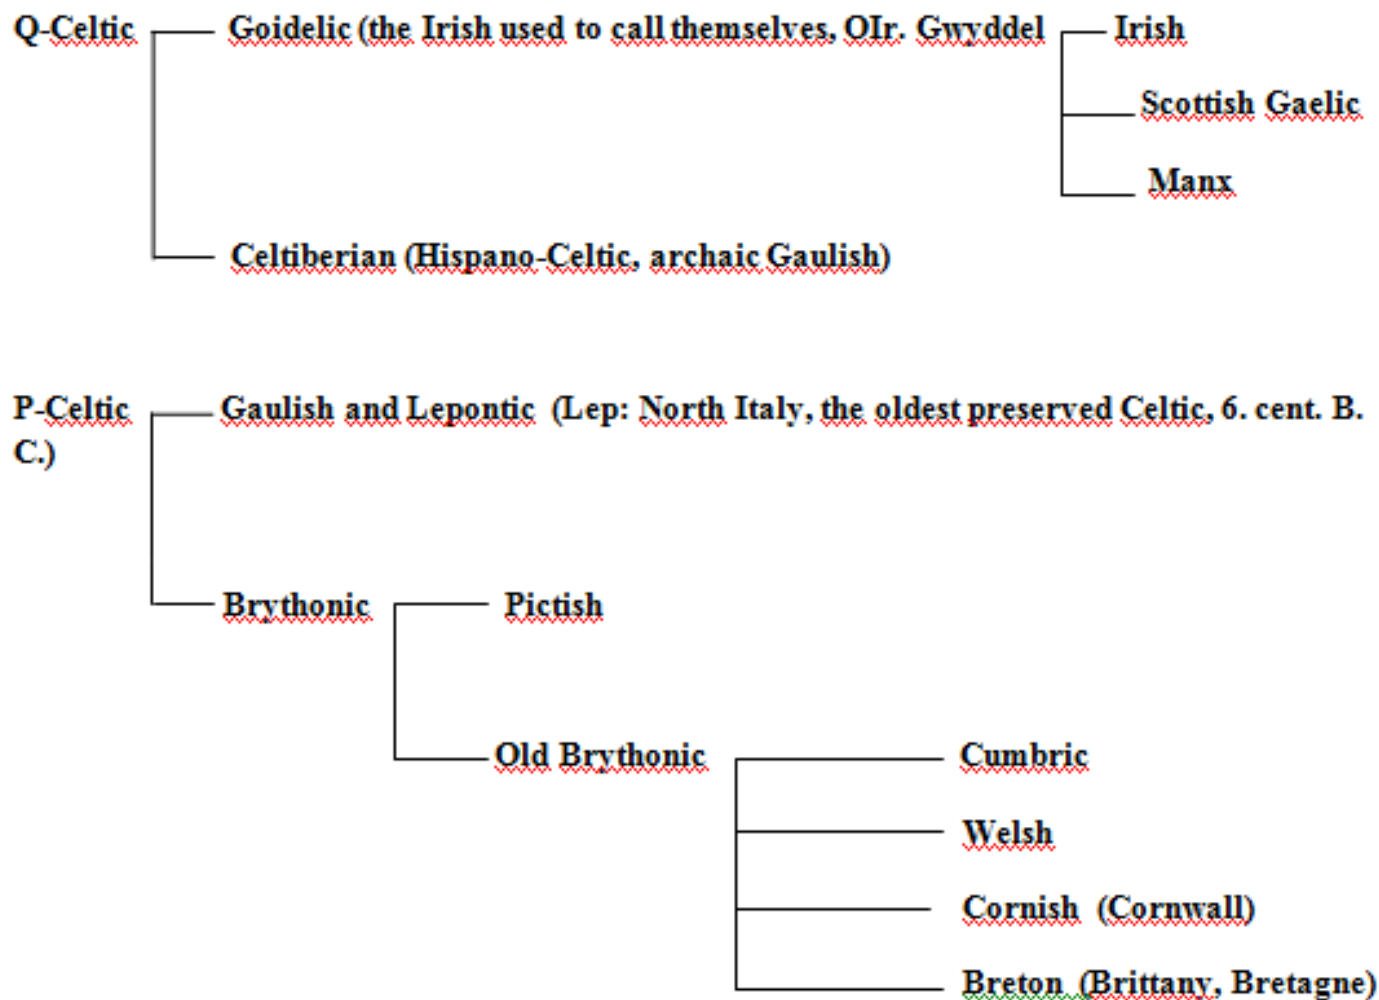 Q-Celtic Goidelic (the Irish used to call themselves, OIr. Gwyddel Irish
Scottish Gaelic
Manx
Celtiberian (Hispano-Celtic, archaic Gaulish)
P-Celtic Gaulish and Lepontic (Lep: North Italy, the oldest preserved Celtic, 6. cent. B.
C.)
Brythonic Pictish
Old Brythonic Cumbric
Welsh
Cornish (Cornwall)
Breton (Brittany, Bretagne)